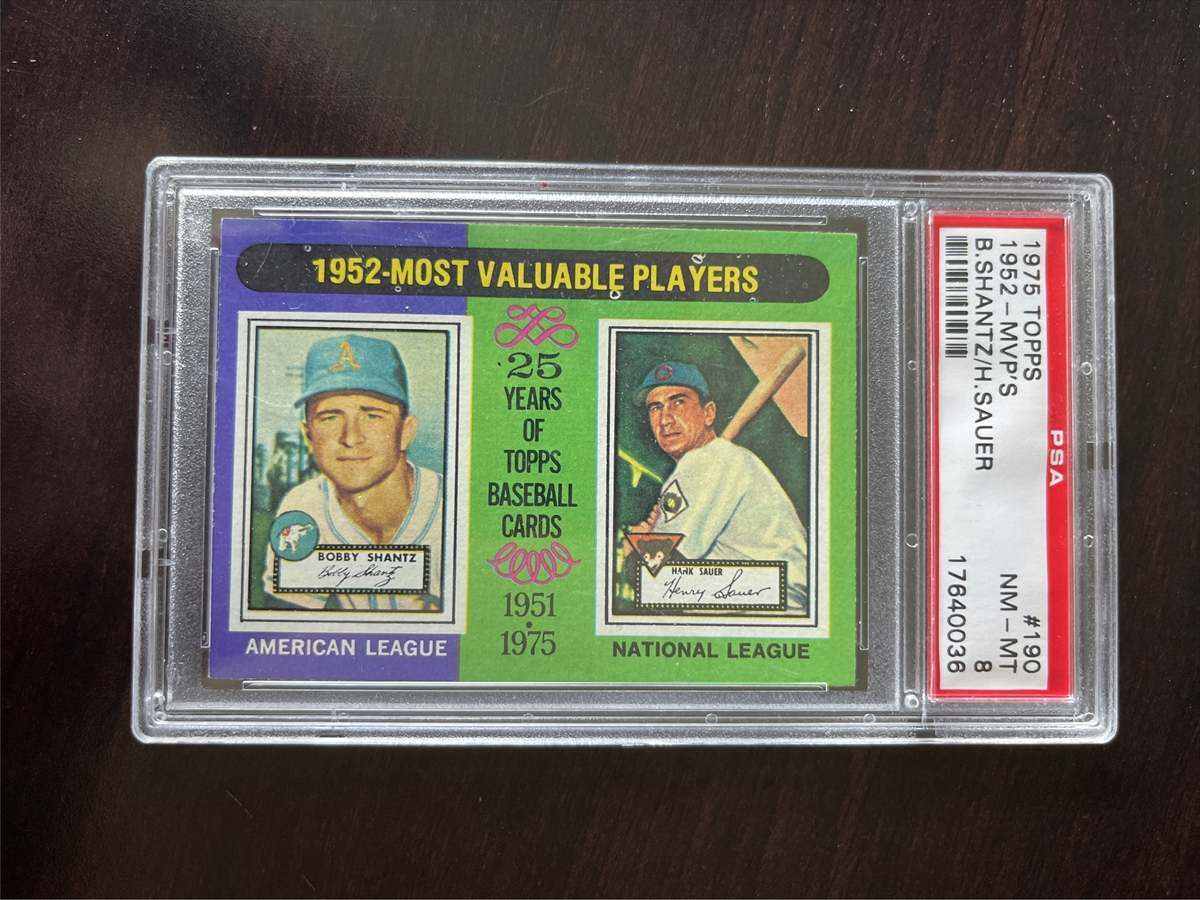 1952-MOST VALUABLE PLAYERS
A
BOBBY SHANTZ
Bobby Shantz
AMERICAN LEAGUE
25
YEARS
OF
TOPPS
BASEBALL
CARDS
1951
1975
C
HANK SAUER
Henry Sauer
NATIONAL LEAGUE
PSA
1975 TOPPS #190
1952-MVP'S NM-MT
B.SHANTZ/H.SAUER 8
17640036